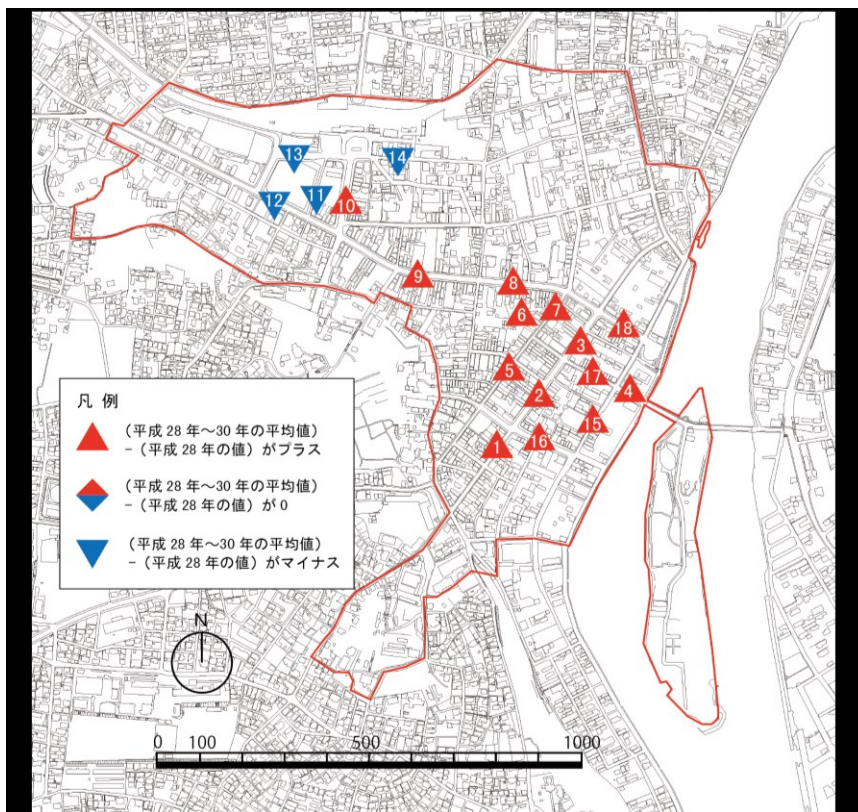 13
14
12
11
10
9
8
6
7
18
3
5
17
2
4
15
1
16
凡 例
(平成 28 年～30 年の平均値)
－(平成 28 年の値) がプラス
(平成 28 年～30 年の平均値)
－(平成 28 年の値) が 0
(平成 28 年～30 年の平均値)
－(平成 28 年の値) がマイナス
N
0 100 500 1000